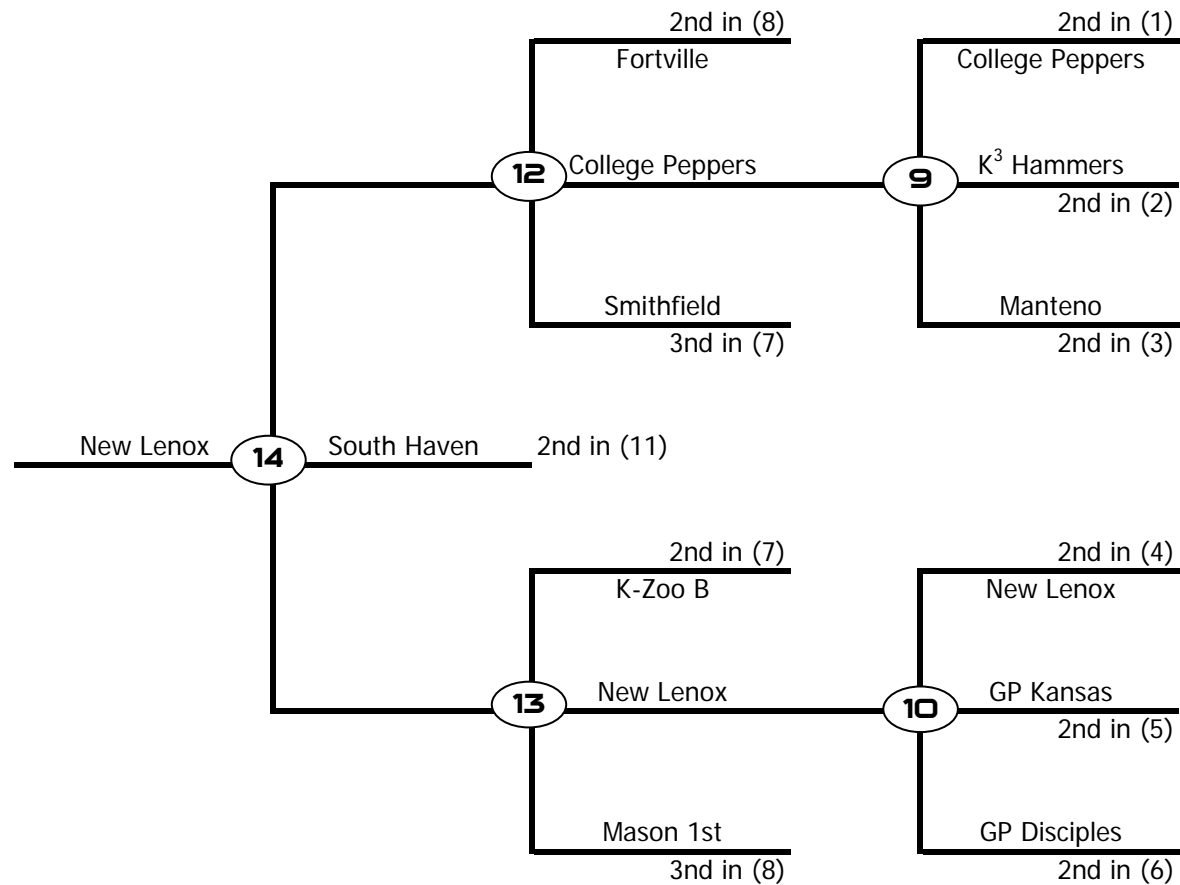 2nd in (8)
Fortville
2nd in (1)
College Peppers
12
College Peppers
9
K³ Hammers
2nd in (2)
Smithfield
3nd in (7)
Manteno
2nd in (3)
New Lenox
14
South Haven
2nd in (11)
2nd in (7)
K-Zoo B
2nd in (4)
New Lenox
13
New Lenox
10
GP Kansas
2nd in (5)
Mason 1st
3nd in (8)
GP Disciples
2nd in (6)